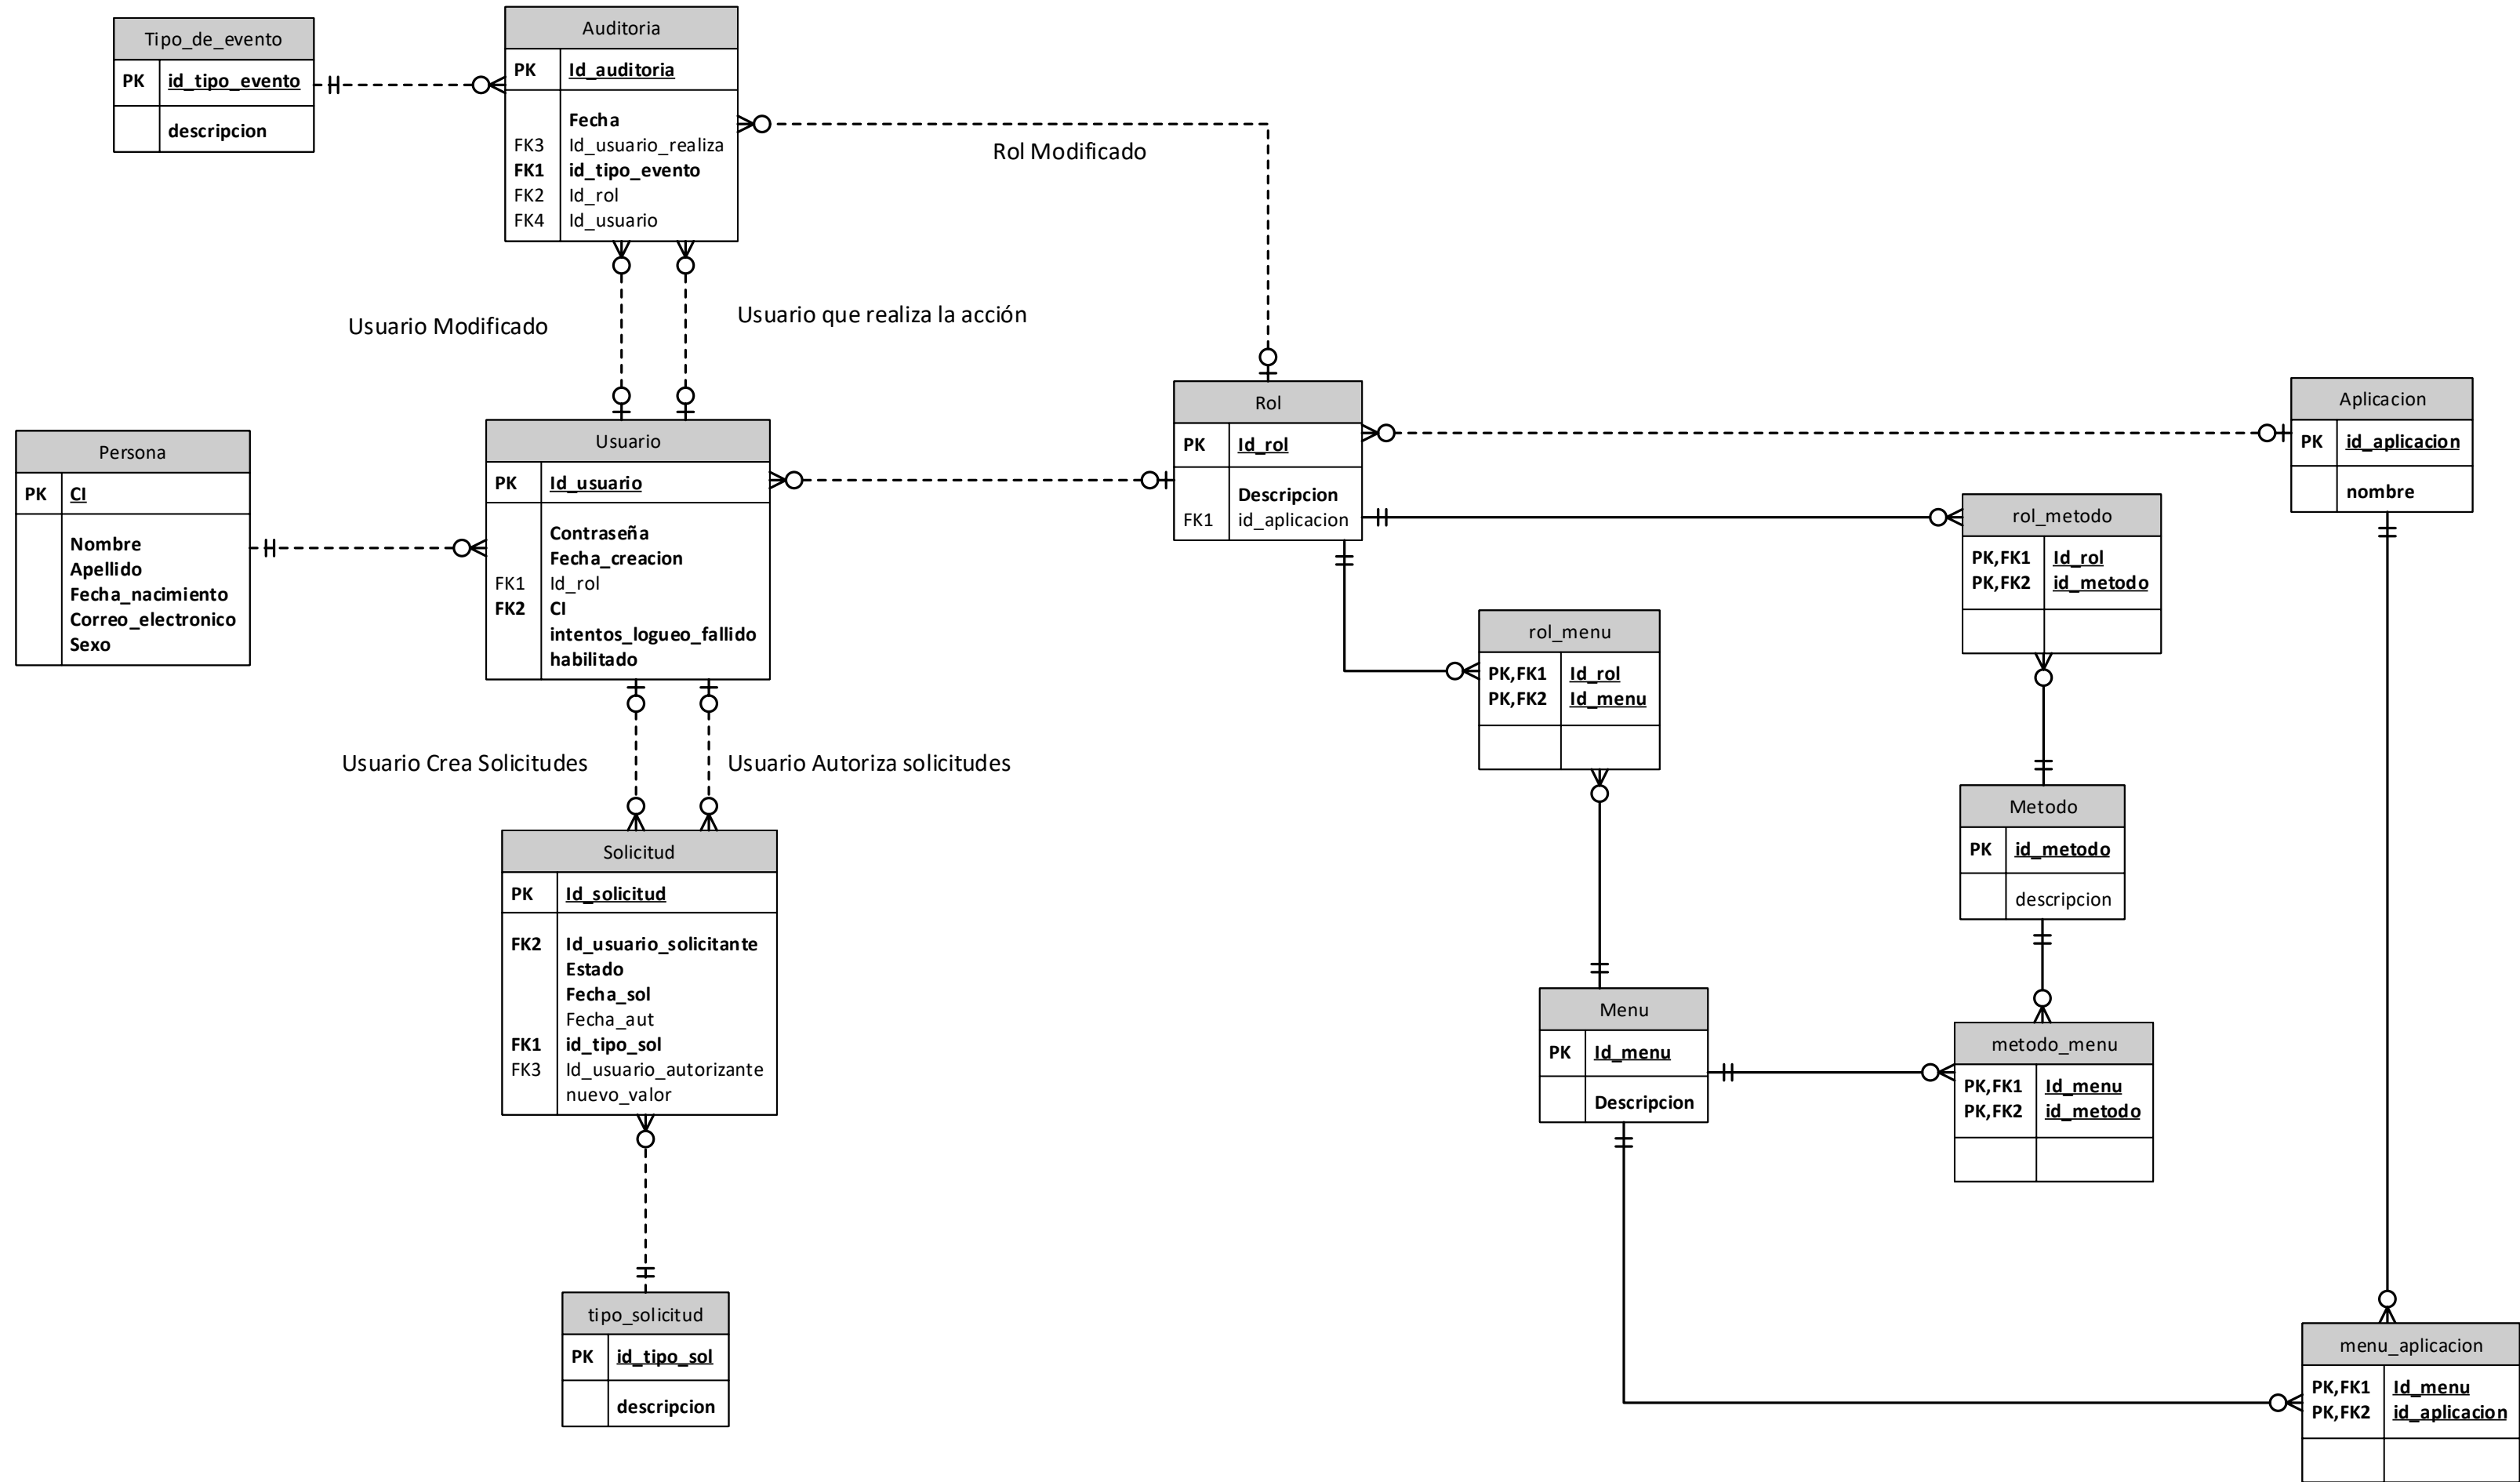 Tipo_de_evento
PK id_tipo_evento
descripcion
Auditoria
PK Id_auditoria
Fecha
FK3 Id_usuario_realiza
FK1 id_tipo_evento
FK2 Id_rol
FK4 Id_usuario
Rol Modificado
Usuario Modificado
Usuario que realiza la acción
Persona
PK CI
Nombre
Apellido
Fecha_nacimiento
Correo_electronico
Sexo
Usuario
PK Id_usuario
Contraseña
Fecha_creacion
FK1 Id_rol
FK2 CI
intentos_logueo_fallido
habilitado
Rol
PK Id_rol
Descripcion
FK1 id_aplicacion
Aplicacion
PK id_aplicacion
nombre
rol_metodo
PK,FK1 Id_rol
PK,FK2 id_metodo
rol_menu
PK,FK1 Id_rol
PK,FK2 Id_menu
Usuario Crea Solicitudes
Usuario Autoriza solicitudes
Metodo
PK id_metodo
descripcion
Solicitud
PK Id_solicitud
FK2 Id_usuario_solicitante
Estado
Fecha_sol
Fecha_aut
FK1 id_tipo_sol
FK3 Id_usuario_autorizante
nuevo_valor
Menu
PK Id_menu
Descripcion
metodo_menu
PK,FK1 Id_menu
PK,FK2 id_metodo
tipo_solicitud
PK id_tipo_sol
descripcion
menu_aplicacion
PK,FK1 Id_menu
PK,FK2 id_aplicacion